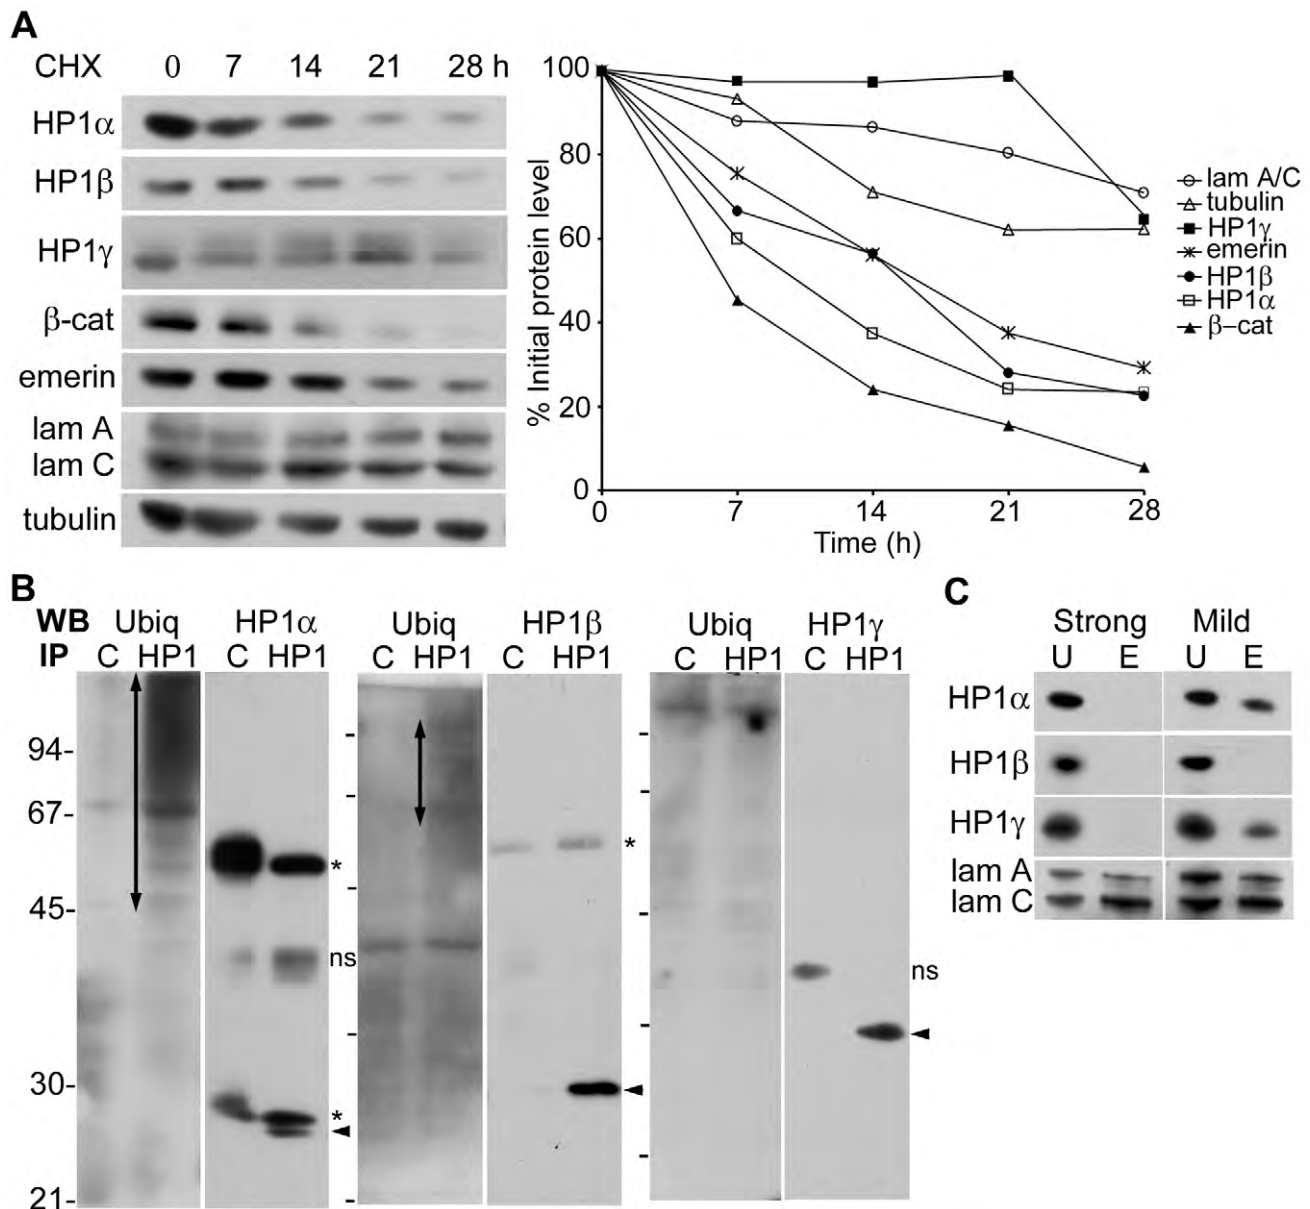 A
CHX 0 7 14 21 28 h
HP1α
HP1β
HP1γ
β-cat
emerin
lam A
lam C
tubulin
100
80
60
40
20
0
% Initial protein level
0 7 14 21 28
Time (h)
lam A/C
tubulin
HP1γ
emerin
HP1β
HP1α
β–cat
B
WB Ubiq HP1α Ubiq HP1β Ubiq HP1γ
IP C HP1 C HP1 C HP1 C HP1 C HP1 C HP1
94-
67-
45-
30-
21-
*
ns
*
*
ns
C
Strong Mild
U E U E
HP1α
HP1β
HP1γ
lam A
lam C